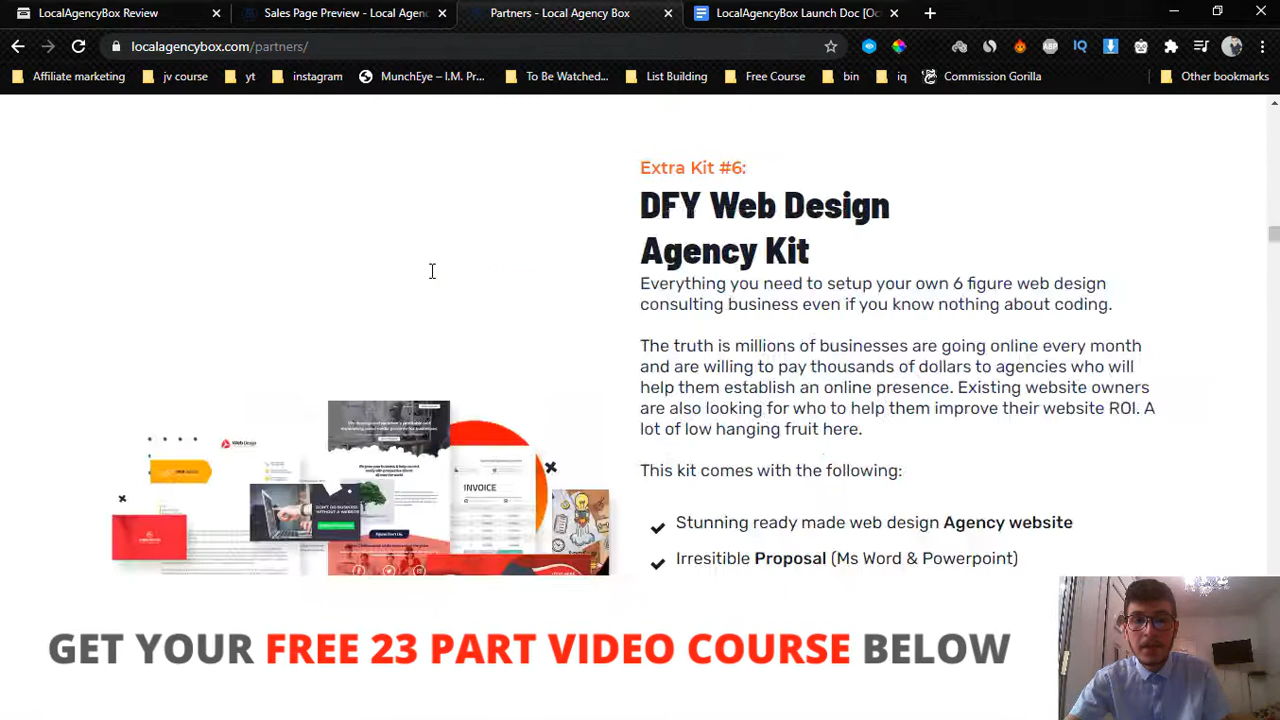 LocalAgencyBox Review
Sales Page Preview - Local Agenc
Partners - Local Agency Box
LocalAgencyBox Launch Doc [Oc
localagencybox.com/partners/
Affiliate marketing
jv course
yt
instagram
MunchEye – I.M. Pr...
To Be Watched...
List Building
Free Course
bin
iq
Commission Gorilla
Other bookmarks
Extra Kit #6:
DFY Web Design
Agency Kit
Everything you need to setup your own 6 figure web design
consulting business even if you know nothing about coding.
The truth is millions of businesses are going online every month
and are willing to pay thousands of dollars to agencies who will
help them establish an online presence. Existing website owners
are also looking for who to help them improve their website ROI. A
lot of low hanging fruit here.
This kit comes with the following:
Stunning ready made web design Agency website
Irresitible Proposal (Ms Word & Powerpoint)
INVOICE
GET YOUR FREE 23 PART VIDEO COURSE BELOW